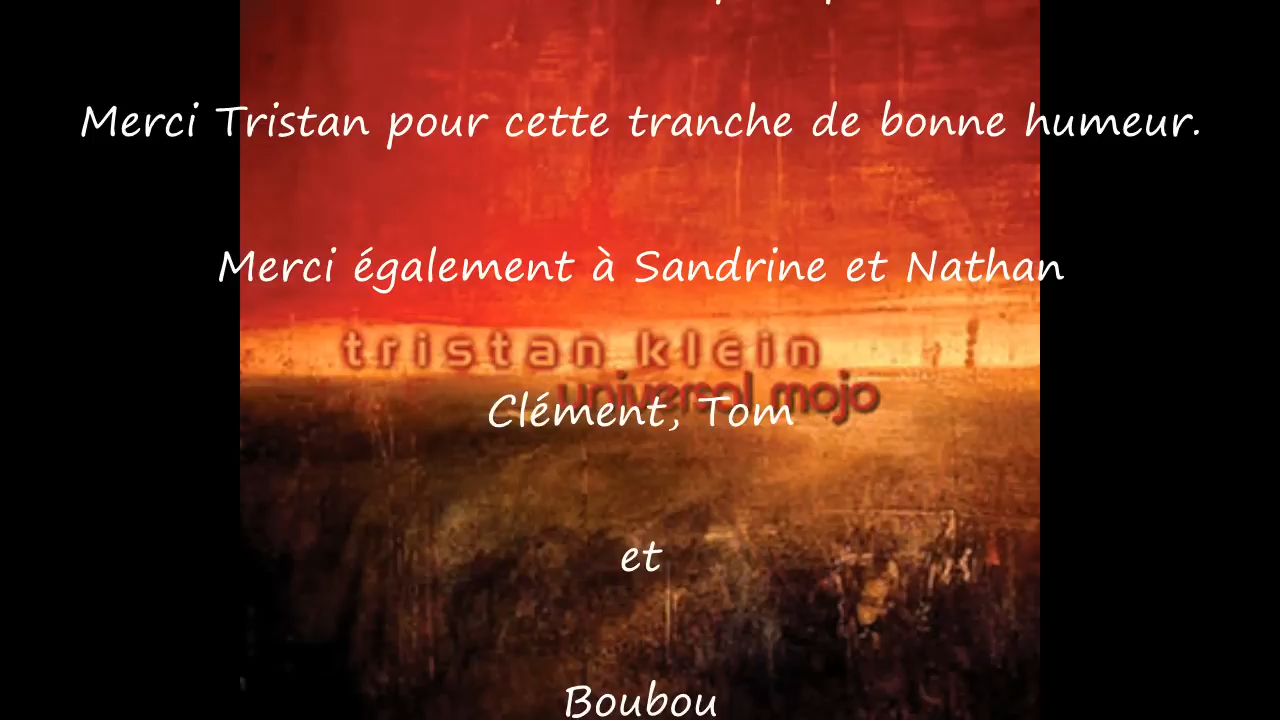 Merci Tristan pour cette tranche de bonne humeur.
Merci également à Sandrine et Nathan
tristan klein
universal mojo
Clément, Tom
et
Boubou